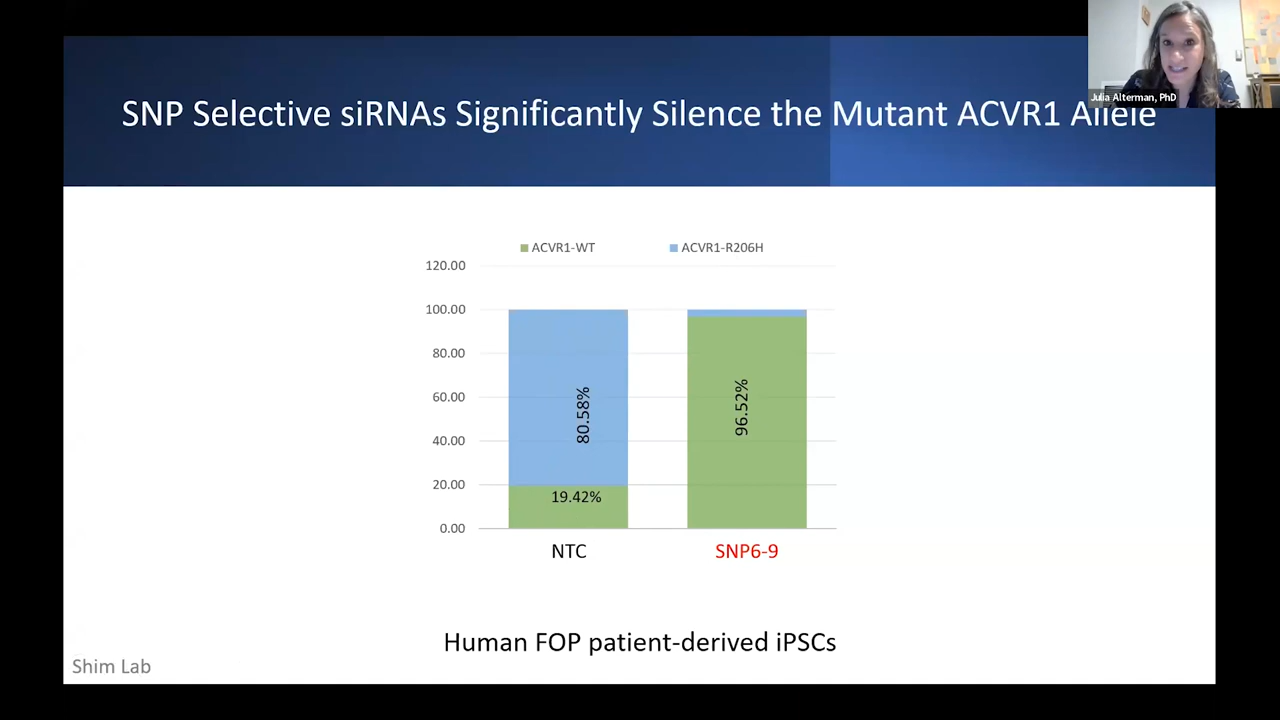 Julia Alterman, PhD
SNP Selective siRNAs Significantly Silence the Mutant ACVR1 Allele
ACVR1-WT
ACVR1-R206H
120.00
100.00
80.00
60.00
40.00
20.00
0.00
80.58%
19.42%
96.52%
NTC
SNP6-9
Human FOP patient-derived iPSCs
Shim Lab